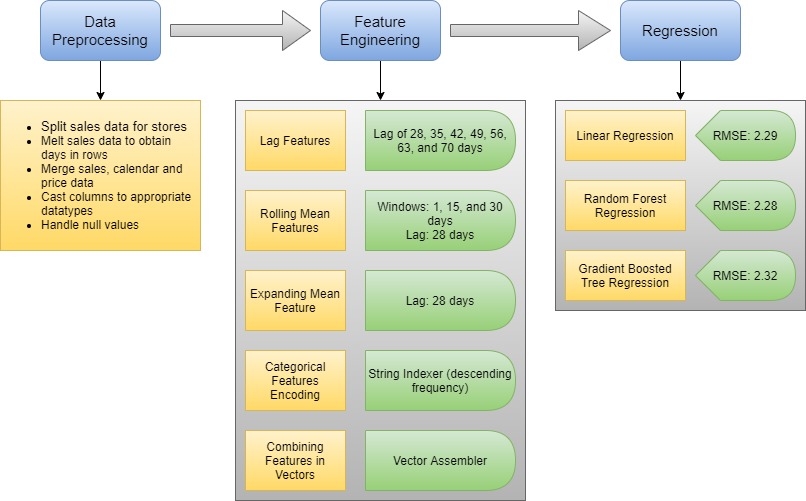 Data
Preprocessing
Feature
Engineering
Regression
Split sales data for stores
Melt sales data to obtain
days in rows
Merge sales, calendar and
price data
Cast columns to appropriate
datatypes
Handle null values
Lag Features
Lag of 28, 35, 42, 49, 56,
63, and 70 days
Rolling Mean
Features
Windows: 1, 15, and 30
days
Lag: 28 days
Expanding Mean
Feature
Lag: 28 days
Categorical
Features
Encoding
String Indexer (descending
frequency)
Combining
Features in
Vectors
Vector Assembler
Linear Regression
RMSE: 2.29
Random Forest
Regression
RMSE: 2.28
Gradient Boosted
Tree Regression
RMSE: 2.32